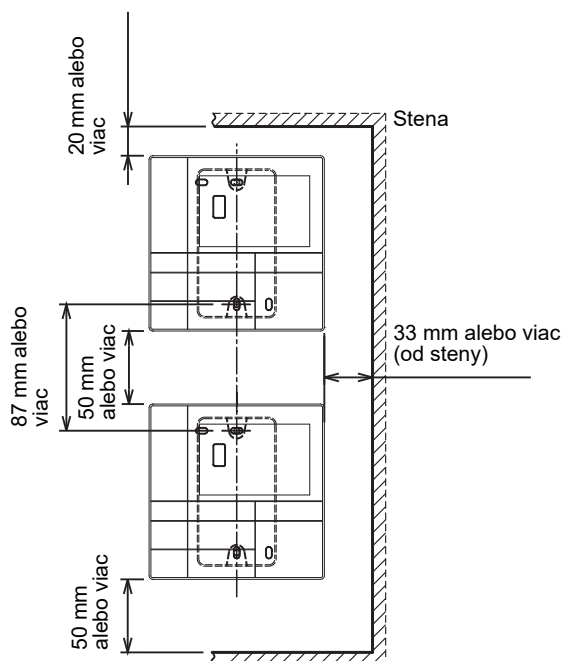 20 mm alebo
viac
Stena
87 mm alebo
viac
50 mm
alebo viac
33 mm alebo viac
(od steny)
50 mm
alebo viac